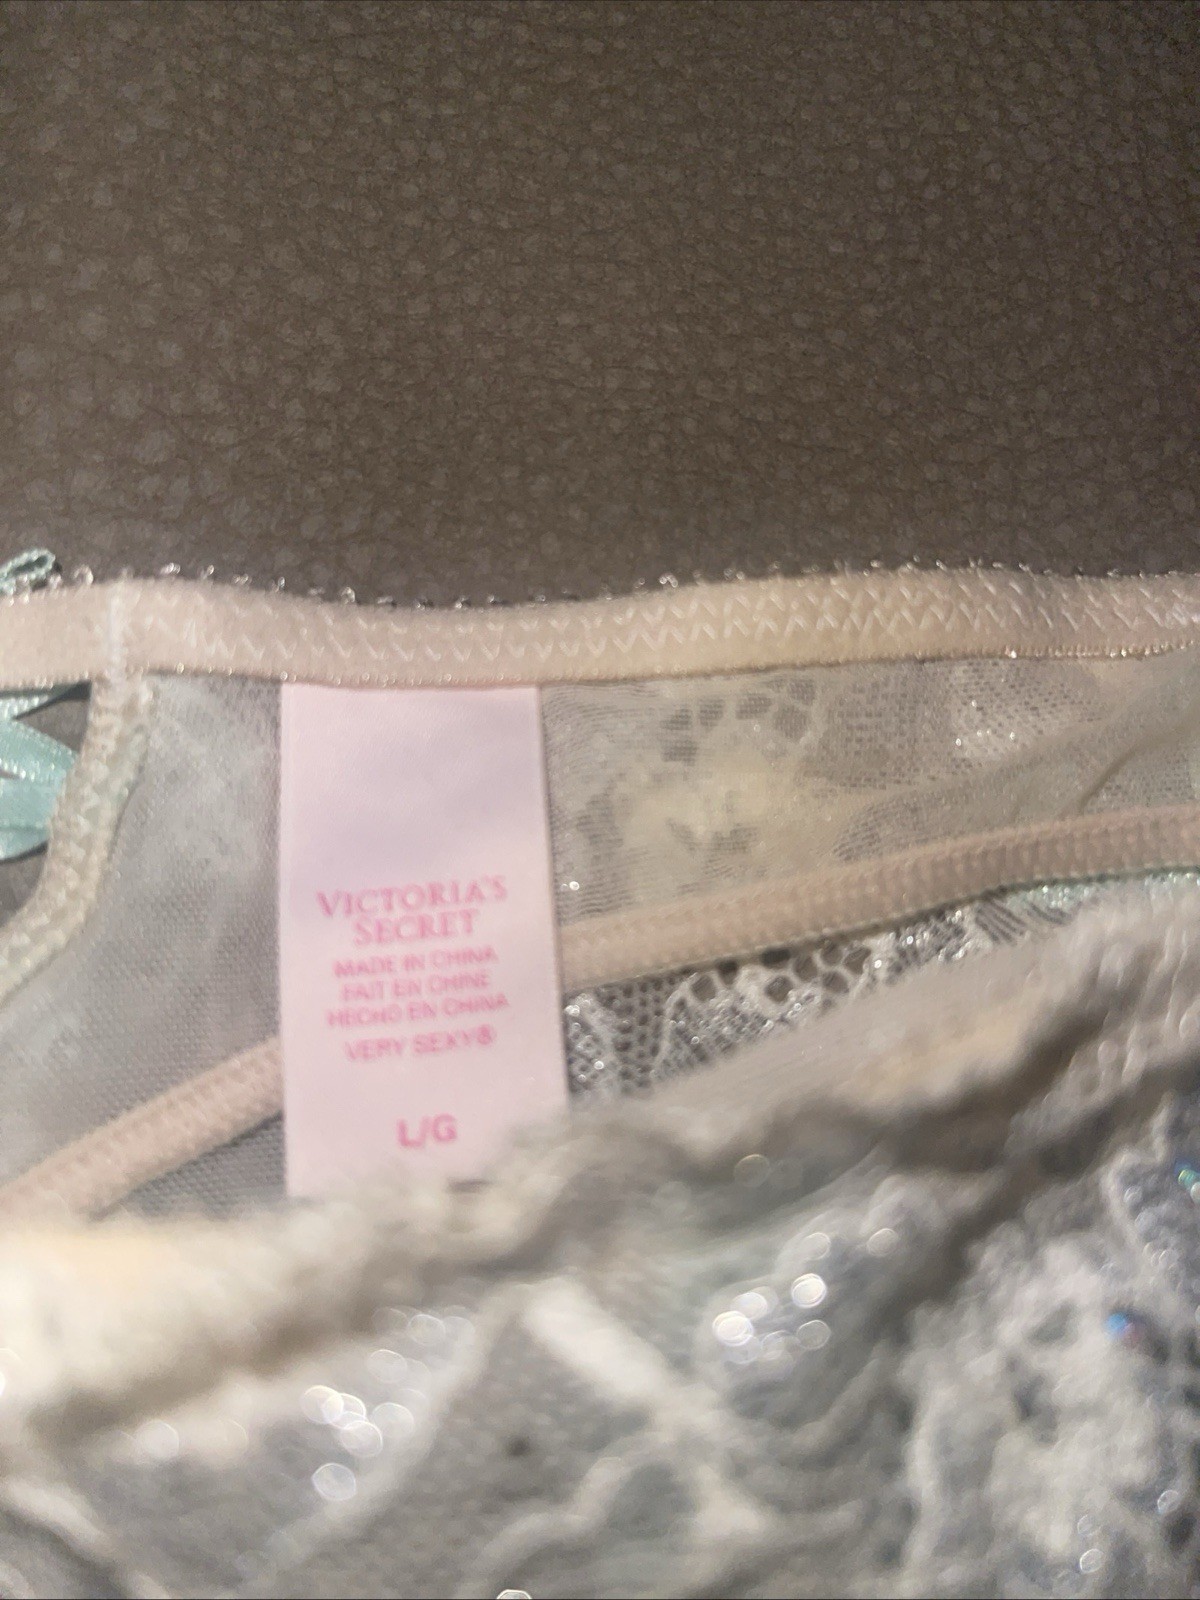 VICTORIA'S
SECRET
MADE IN CHINA
FAIT EN CHINE
HECHO EN CHINA
VERY SEXY®
L/G